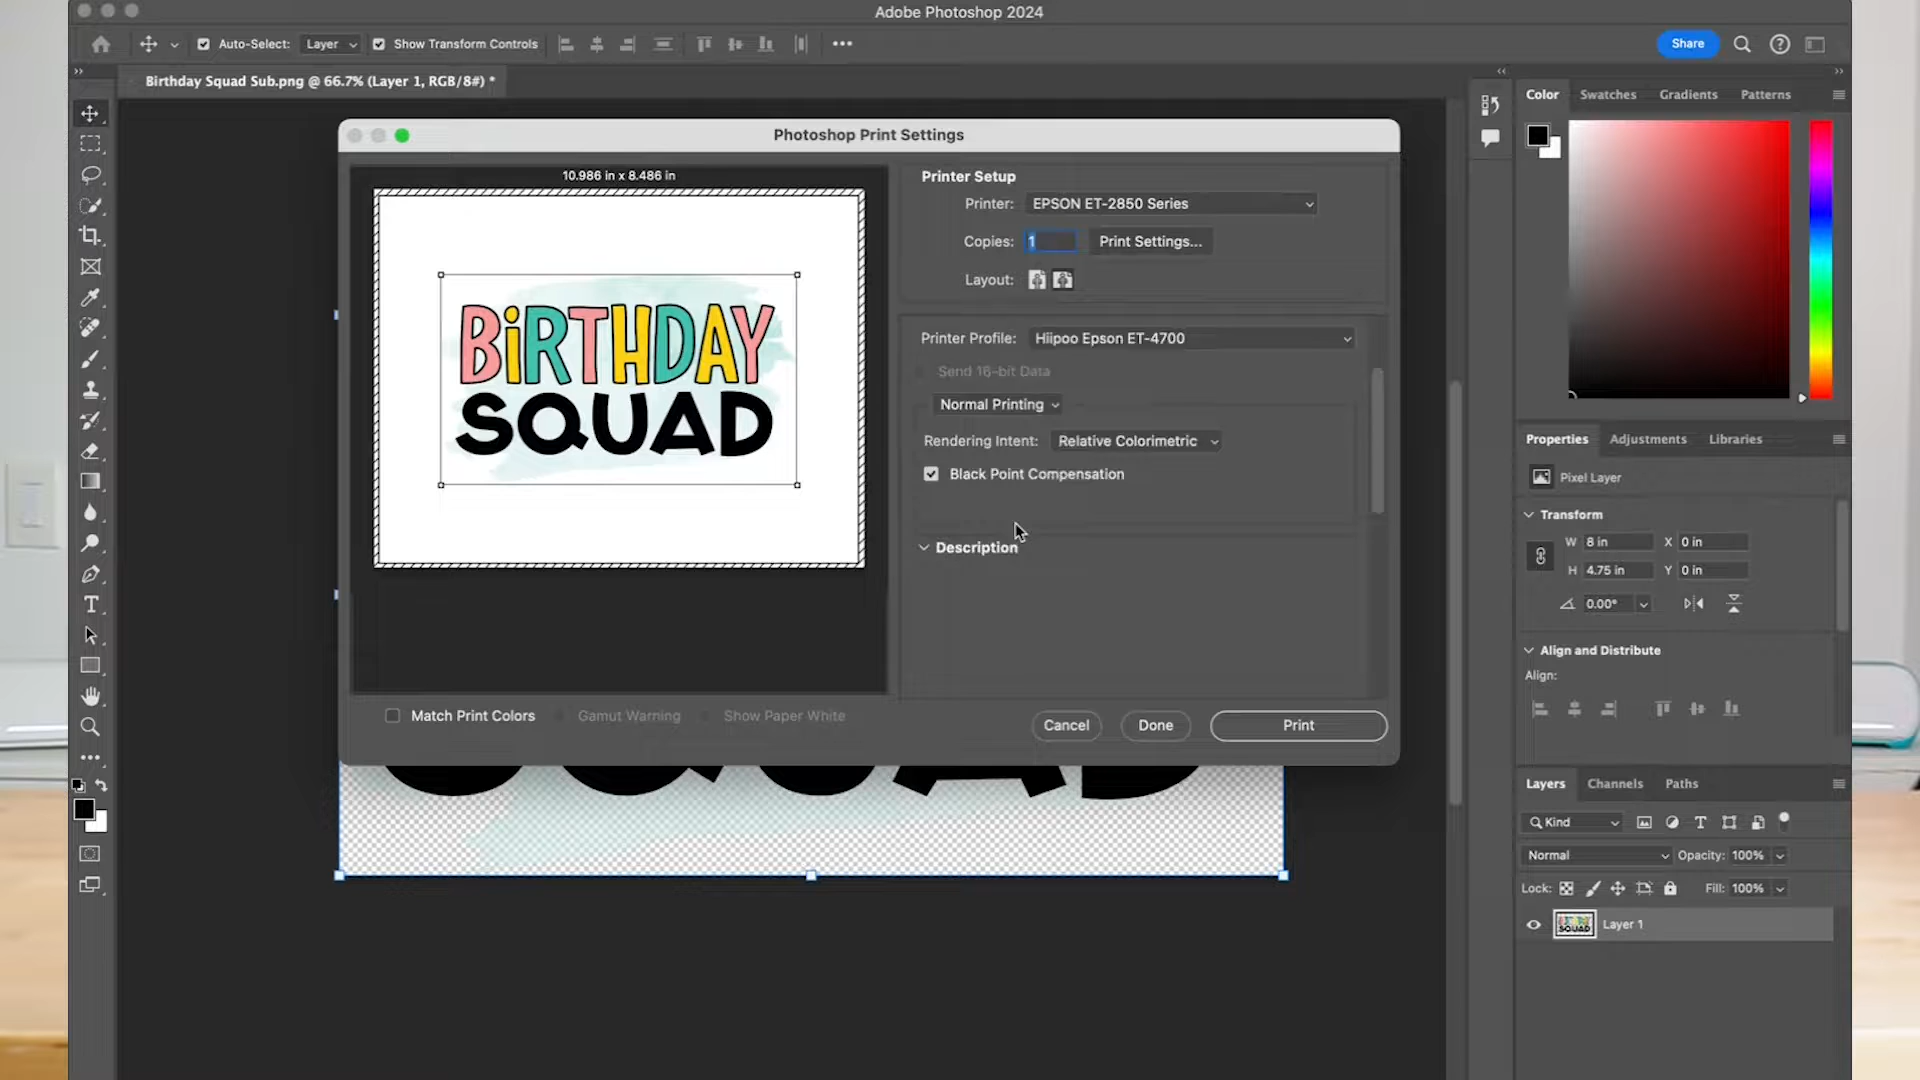 Adobe Photoshop 2024
Auto-Select: Layer Show Transform Controls Share
Birthday Squad Sub.png @ 66.7% (Layer 1, RGB/8#) *
Color Swatches Gradients Patterns
Photoshop Print Settings
10.986 in x 8.486 in
BiRTHDAY
SQUAD
Printer Setup
Printer: EPSON ET-2850 Series
Copies: 1 Print Settings...
Layout:
Printer Profile: Hiipoo Epson ET-4700
Send 16-bit Data
Normal Printing
Rendering Intent: Relative Colorimetric
Black Point Compensation
Description
Match Print Colors Gamut Warning Show Paper White
Cancel Done Print
Properties Adjustments Libraries
Pixel Layer
Transform
W 8 in X 0 in
H 4.75 in Y 0 in
0.00°
Align and Distribute
Align:
Layers Channels Paths
Kind
Normal Opacity: 100%
Lock: Fill: 100%
Layer 1